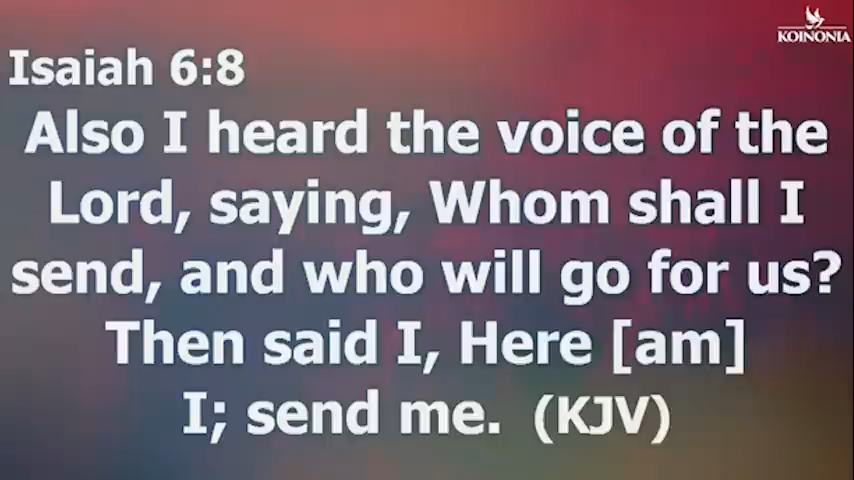 KOINONIA
Isaiah 6:8
Also I heard the voice of the
Lord, saying, Whom shall I
send, and who will go for us?
Then said I, Here [am]
I; send me. (KJV)